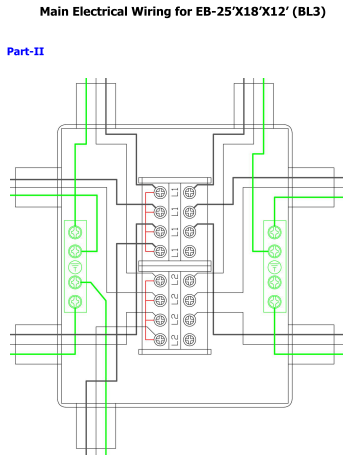 Main Electrical Wiring for EB-25’X18’X12’ (BL3)
Part-II
L1
L1
L1
L1
L2
L2
L2
L2